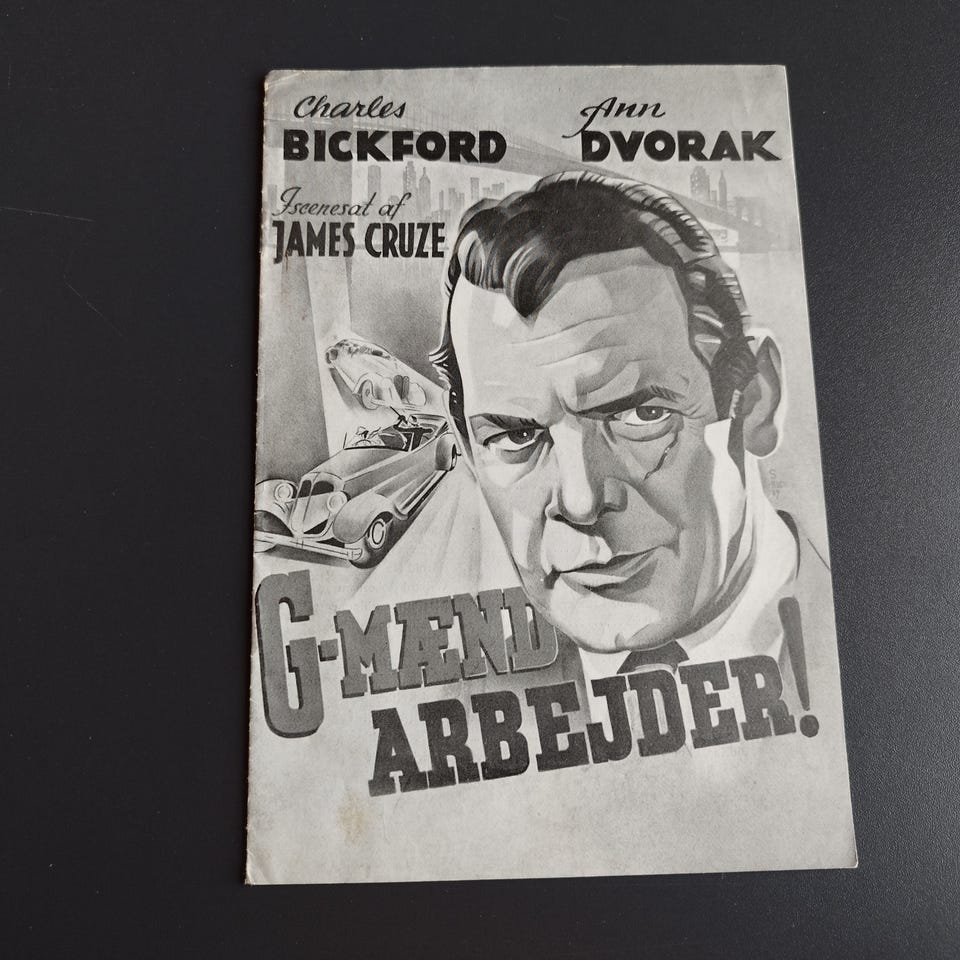 Charles
BICKFORD
Ann
DVORAK
Iscenesat af
JAMES CRUZE
G-MÆND
ARBEJDER!